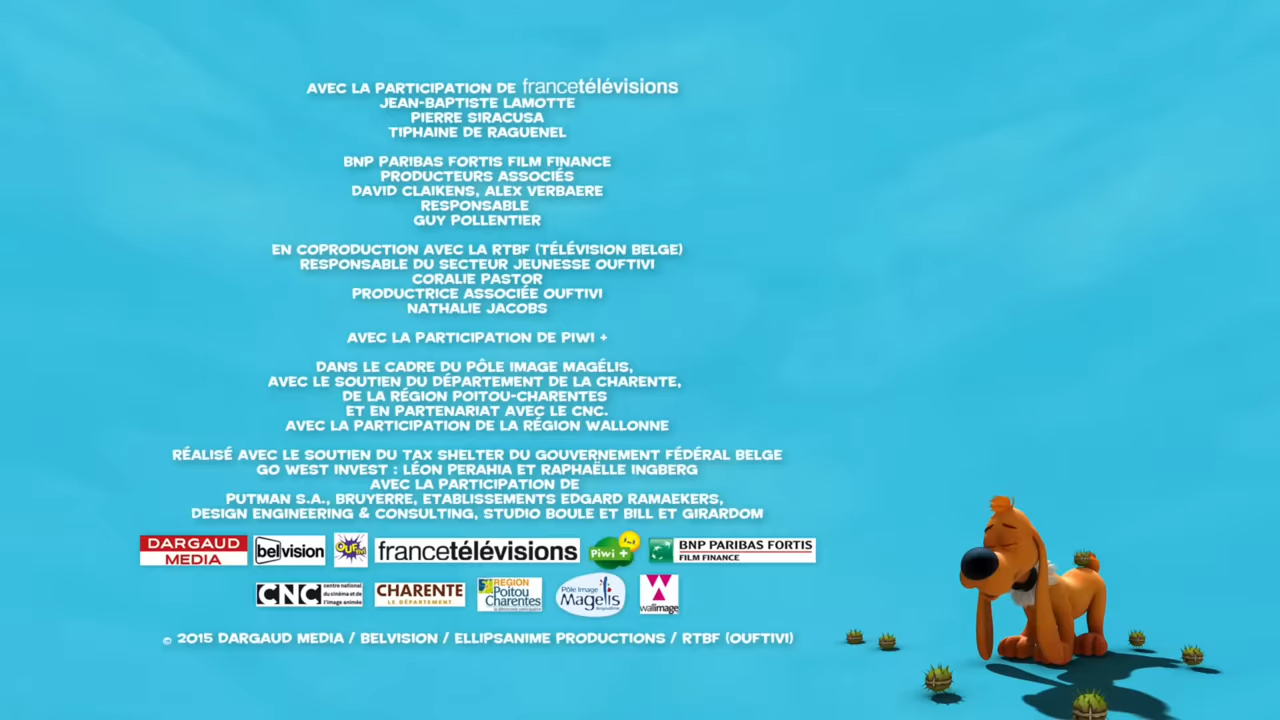 AVEC LA PARTICIPATION DE francetélévisions
JEAN-BAPTISTE LAMOTTE
PIERRE SIRACUSA
TIPHAINE DE RAGUENEL
BNP PARIBAS FORTIS FILM FINANCE
PRODUCTEURS ASSOCIÉS
DAVID CLAIKENS, ALEX VERBAERE
RESPONSABLE
GUY POLLENTIER
EN COPRODUCTION AVEC LA RTBF (TÉLÉVISION BELGE)
RESPONSABLE DU SECTEUR JEUNESSE OUFTIVI
CORALIE PASTOR
PRODUCTRICE ASSOCIÉE OUFTIVI
NATHALIE JACOBS
AVEC LA PARTICIPATION DE PIWI +
DANS LE CADRE DU PÔLE IMAGE MAGÉLIS,
AVEC LE SOUTIEN DU DÉPARTEMENT DE LA CHARENTE,
DE LA RÉGION POITOU-CHARENTES
ET EN PARTENARIAT AVEC LE CNC.
AVEC LA PARTICIPATION DE LA RÉGION WALLONNE
RÉALISÉ AVEC LE SOUTIEN DU TAX SHELTER DU GOUVERNEMENT FÉDÉRAL BELGE
GO WEST INVEST : LÉON PERAHIA ET RAPHAËLLE INGBERG
AVEC LA PARTICIPATION DE
PUTMAN S.A., BRUYERRE, ETABLISSEMENTS EDGARD RAMAEKERS,
DESIGN ENGINEERING & CONSULTING, STUDIO BOULE ET BILL ET GIRARDOM
DARGAUD
MEDIA
belvision
OUFtivi
francetélévisions
Piwi +
BNP PARIBAS FORTIS
FILM FINANCE
CNC
centre national
du cinéma et de
l'image animée
CHARENTE
LE DÉPARTEMENT
REGION
Poitou
Charentes
Pôle Image
Magelis
wallimage
© 2015 DARGAUD MEDIA / BELVISION / ELLIPSANIME PRODUCTIONS / RTBF (OUFTIVI)